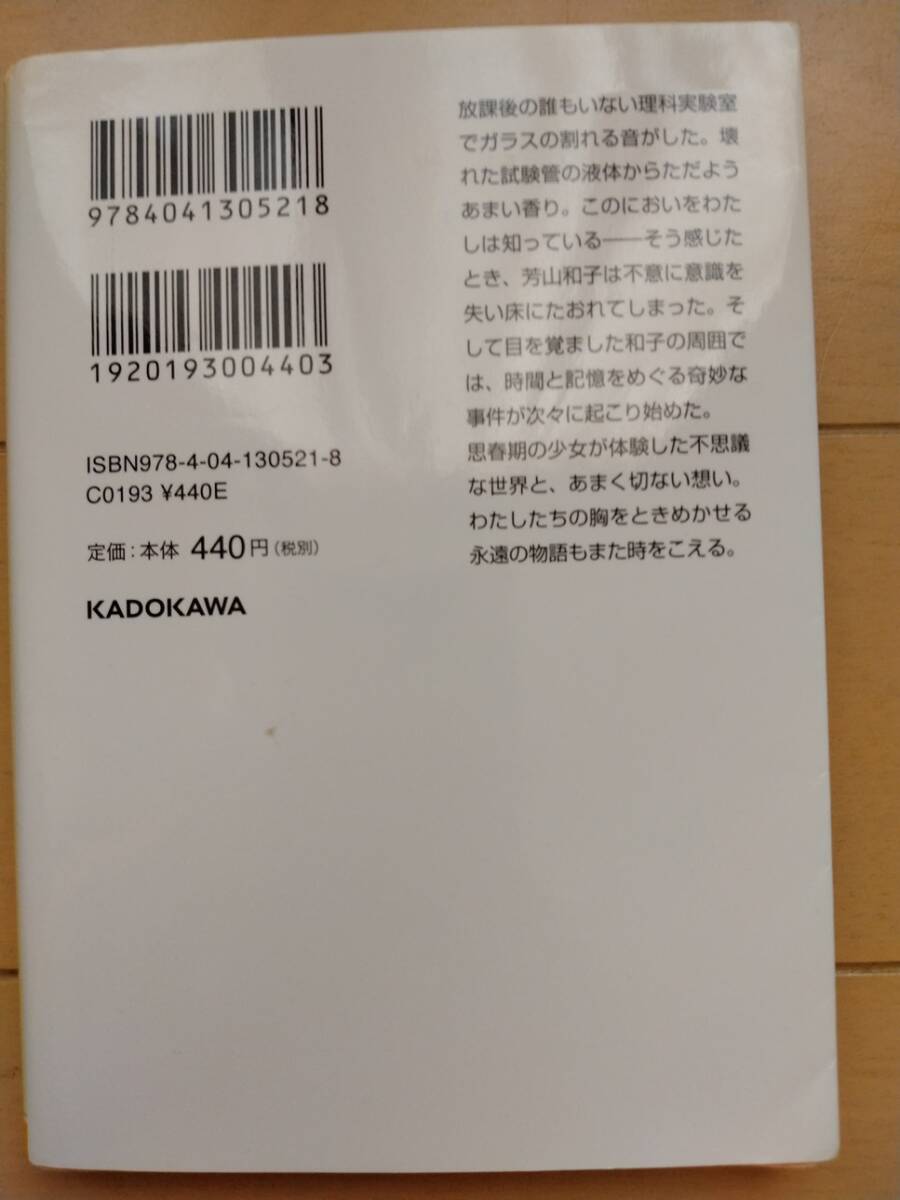 9784041305218
1920193004403
ISBN978-4-04-130521-8
C0193 ¥440E
定価:本体 440円(税別)
KADOKAWA
放課後の誰もいない理科実験室
でガラスの割れる音がした。壊
れた試験管の液体からただよう
あまい香り。このにおいをわた
しは知っている――そう感じた
とき、芳山和子は不意に意識を
失い床にたおれてしまった。そ
して目を覚ました和子の周囲で
は、時間と記憶をめぐる奇妙な
事件が次々に起こり始めた。
思春期の少女が体験した不思議
な世界と、あまく切ない想い。
わたしたちの胸をときめかせる
永遠の物語もまた時をこえる。